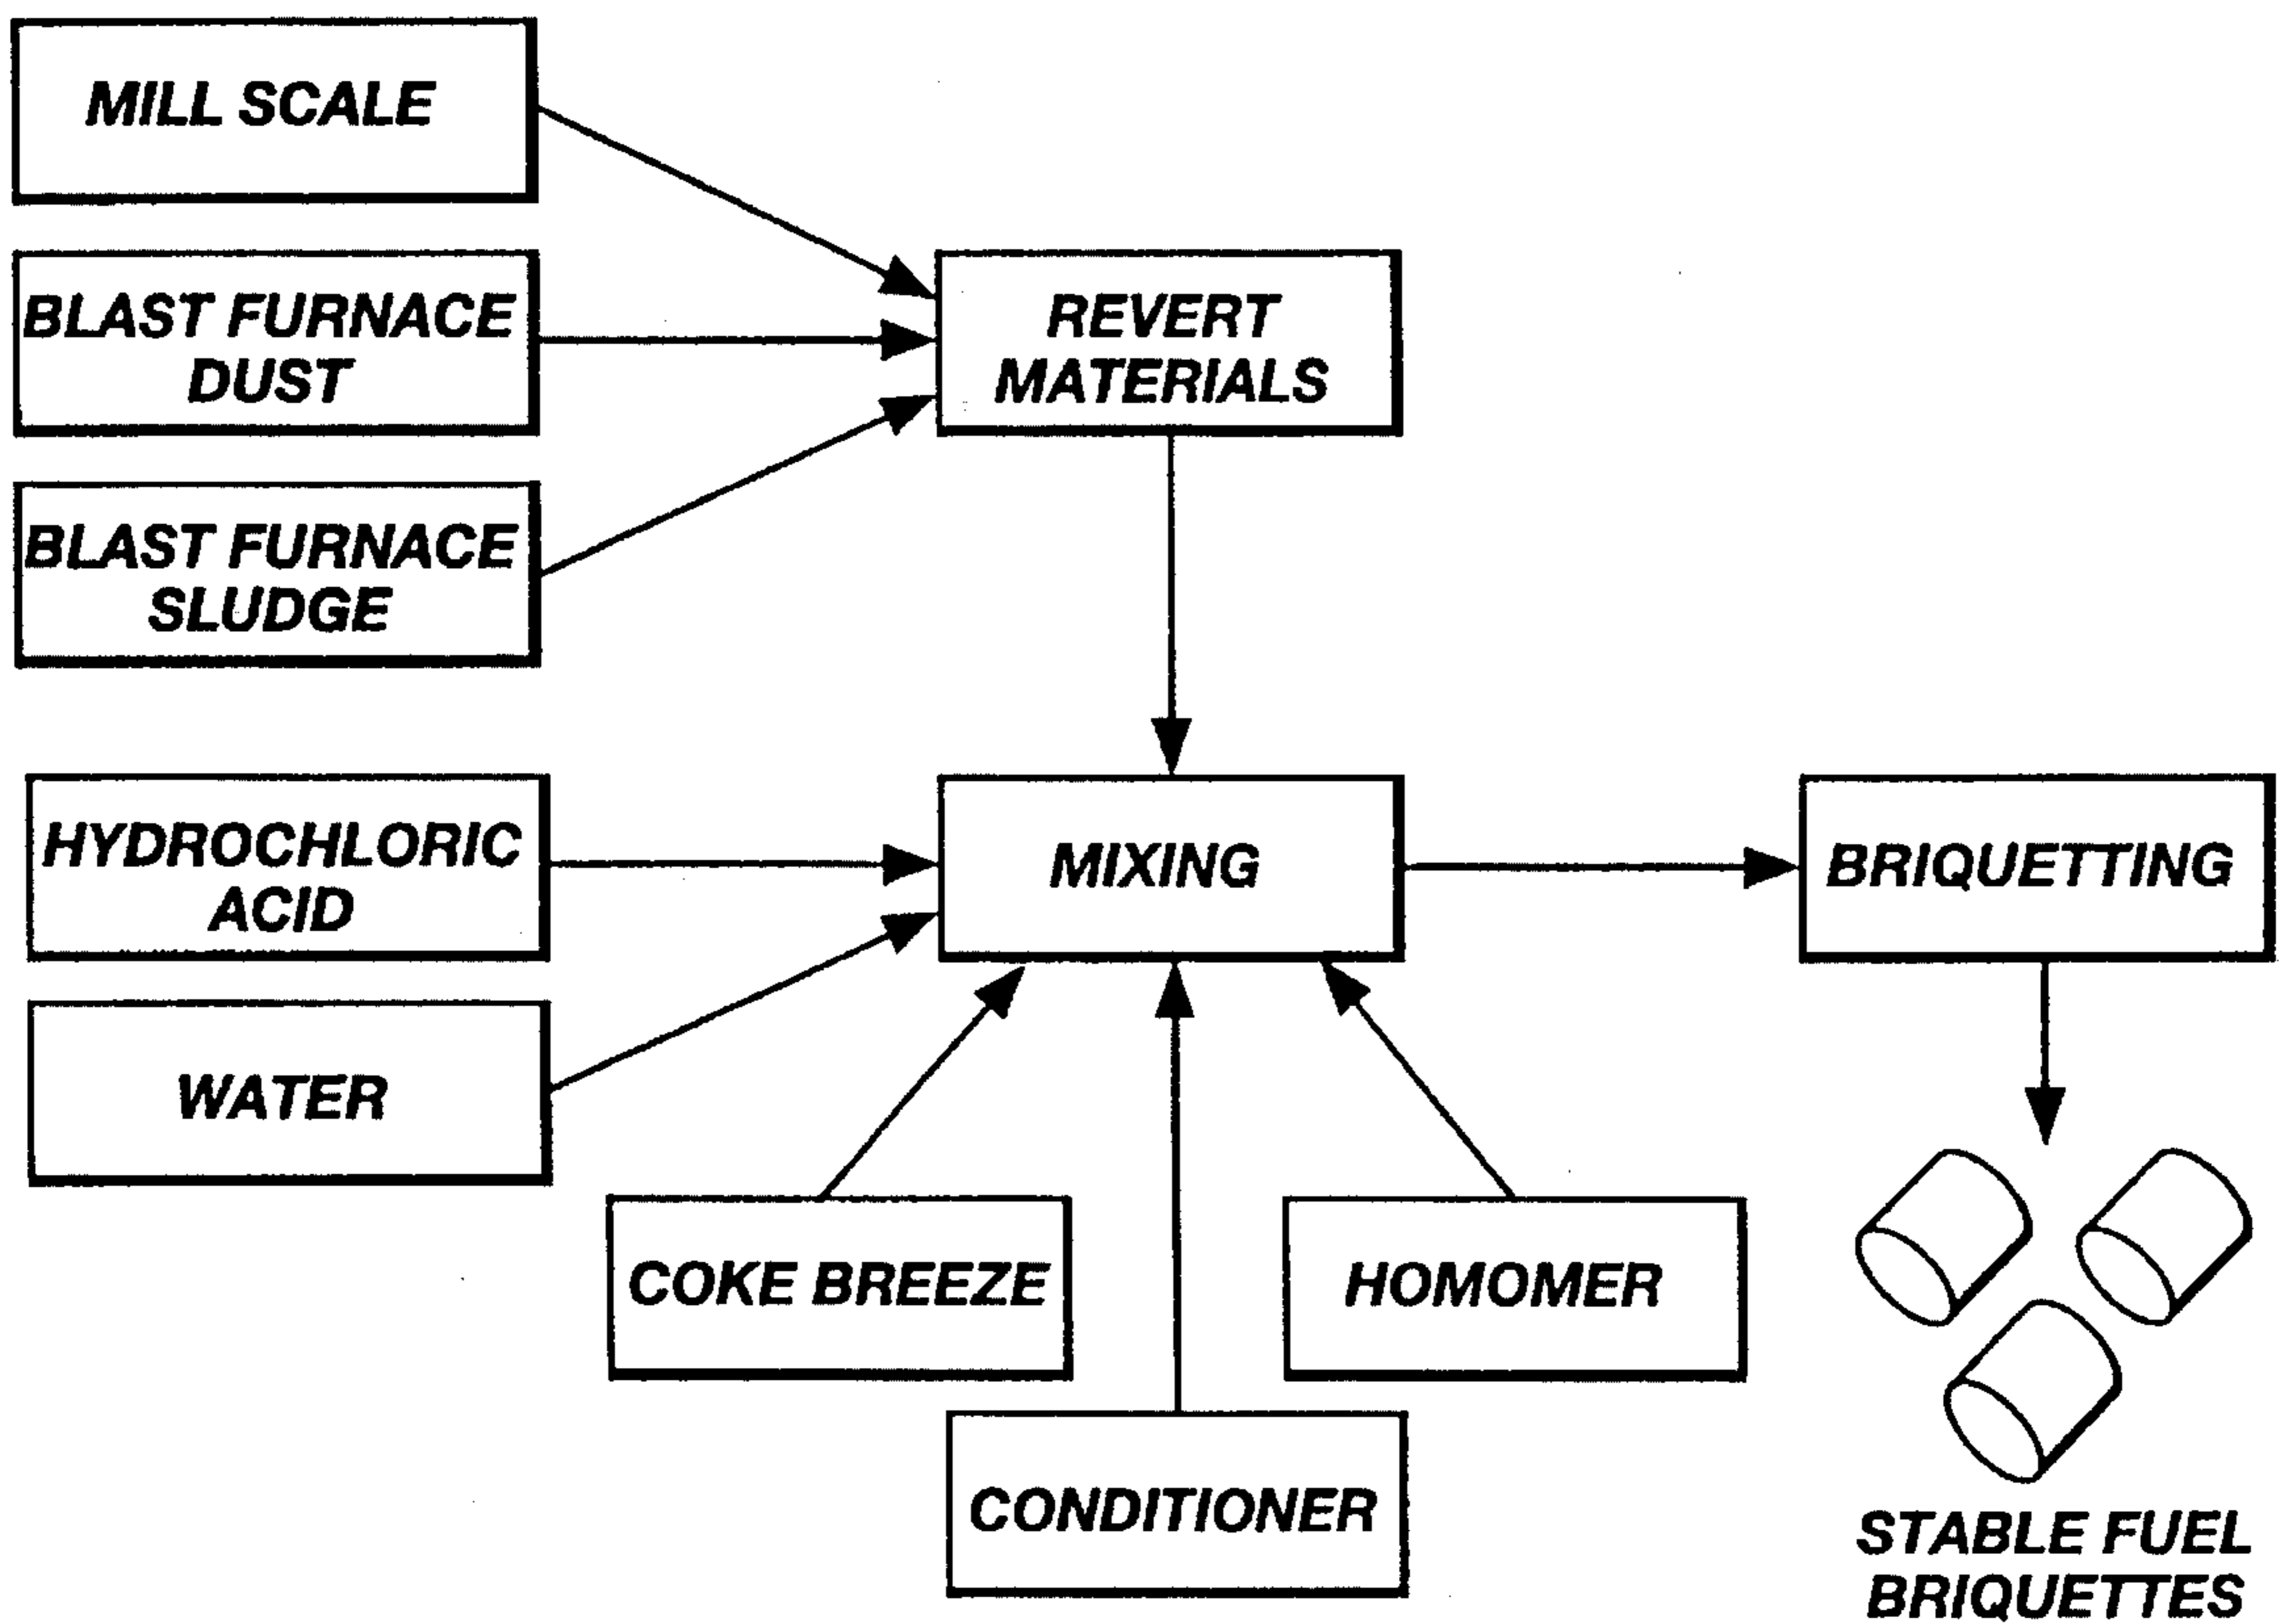 MILL SCALE
BLAST FURNACE
DUST
BLAST FURNACE
SLUDGE
REVERT
MATERIALS
HYDROCHLORIC
ACID
MIXING
BRIQUETTING
WATER
COKE BREEZE
HOMOMER
CONDITIONER
STABLE FUEL
BRIQUETTES